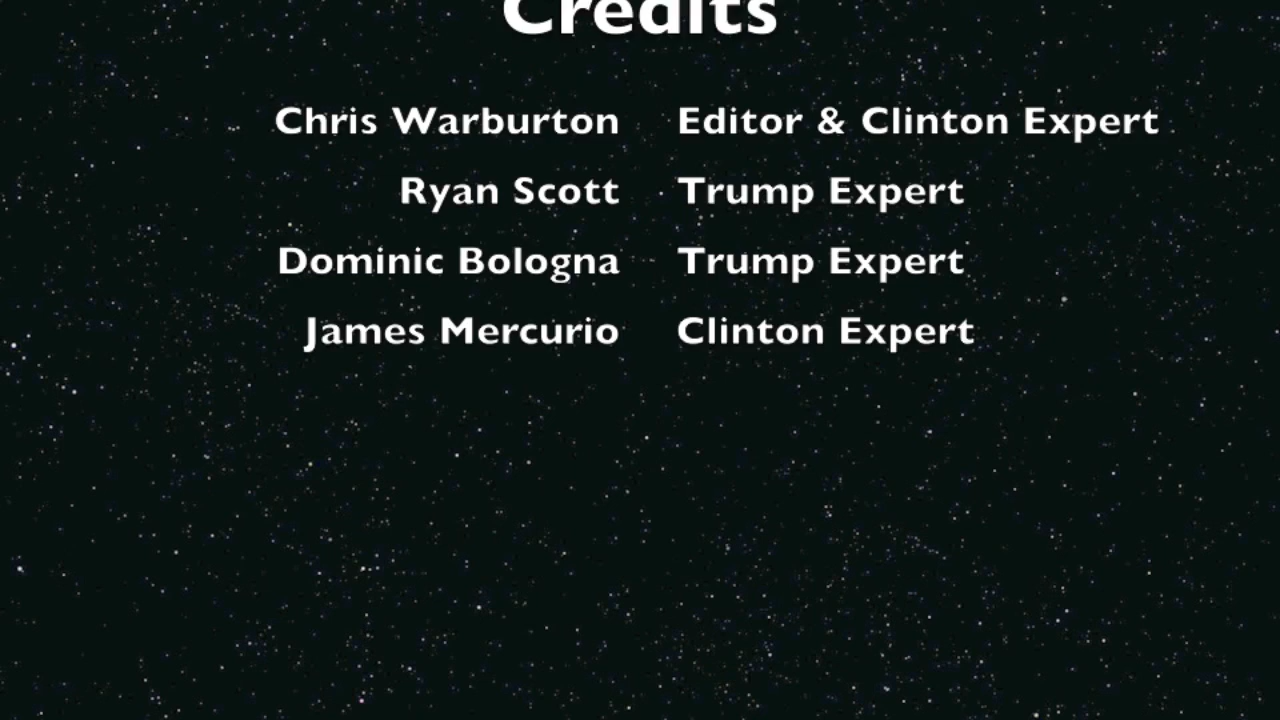 Credits
Chris Warburton Editor & Clinton Expert
Ryan Scott Trump Expert
Dominic Bologna Trump Expert
James Mercurio Clinton Expert